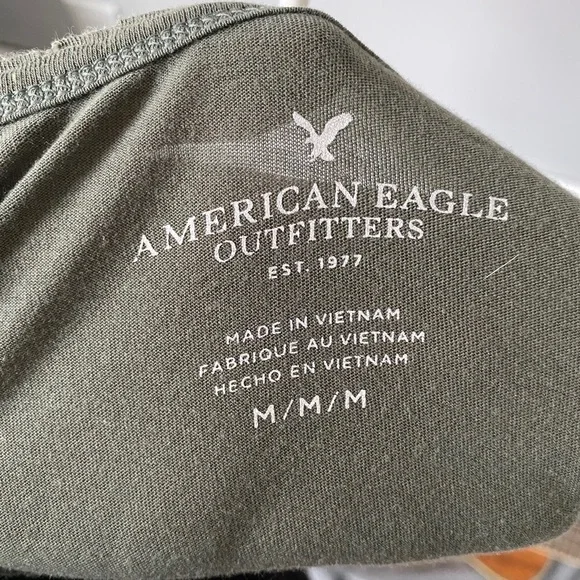 AMERICAN EAGLE
OUTFITTERS
EST. 1977
MADE IN VIETNAM
FABRIQUE AU VIETNAM
HECHO EN VIETNAM
M/M/M